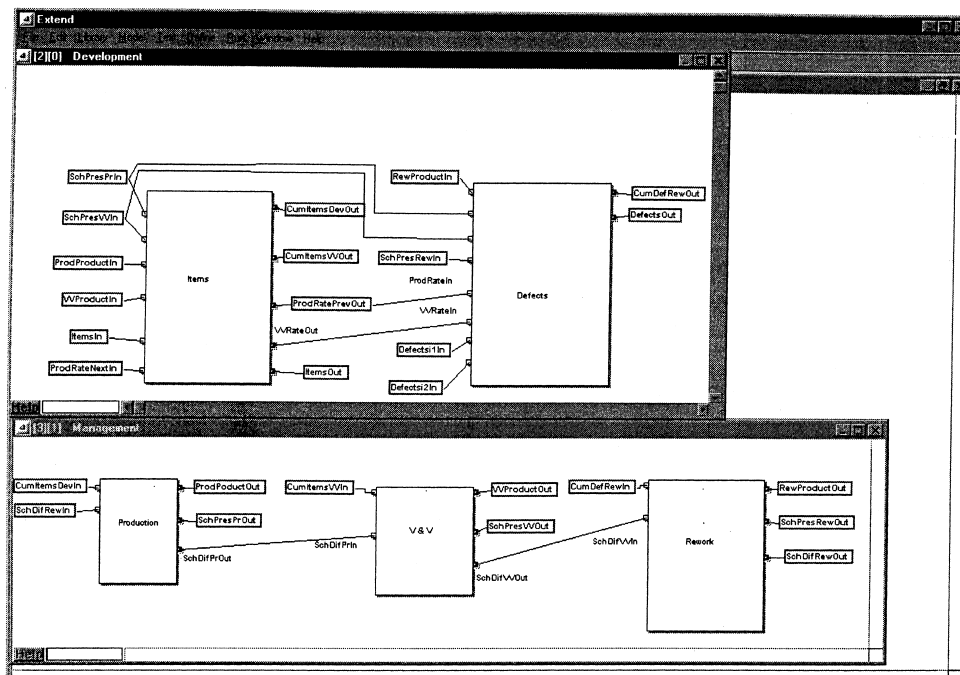 Extend
[2][0] Development
SchPresPrIn
SchPresVVIn
ProdProductIn
VVProductIn
ItemsIn
ProdRateNextIn
Items
CumItemsDevOut
CumItemsVVOut
ProdRatePrevOut
VVRateOut
ItemsOut
RewProductIn
SchPresRewIn
ProdRateIn
VVRateIn
Defectsi1In
Defectsi2In
Defects
CumDefRewOut
DefectsOut
Help
[3][1] Management
CumItemsDevIn
SchDifRewIn
Production
ProdPoductOut
SchPresPrOut
SchDifPrOut
CumItemsVVIn
SchDifPrIn
V & V
VVProductOut
SchPresVVOut
SchDifVVOut
CumDefRewIn
SchDifVVIn
Rework
RewProductOut
SchPresRewOut
SchDifRewOut
Help